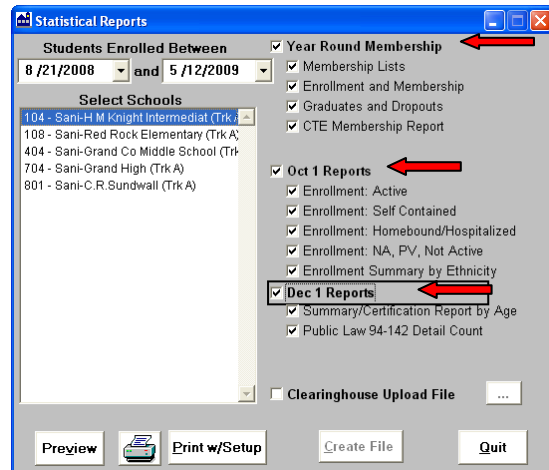 Statistical Reports
Students Enrolled Between
8 /21/2008 and 5 /12/2009
Select Schools
104 - Sani-H M Knight Intermediat (Trk A
108 - Sani-Red Rock Elementary (Trk A)
404 - Sani-Grand Co Middle School (Trk
704 - Sani-Grand High (Trk A)
801 - Sani-C.R.Sundwall (Trk A)
Year Round Membership
Membership Lists
Enrollment and Membership
Graduates and Dropouts
CTE Membership Report
Oct 1 Reports
Enrollment: Active
Enrollment: Self Contained
Enrollment: Homebound/Hospitalized
Enrollment: NA, PV, Not Active
Enrollment Summary by Ethnicity
Dec 1 Reports
Summary/Certification Report by Age
Public Law 94-142 Detail Count
Clearinghouse Upload File ...
Preview Print w/Setup Create File Quit